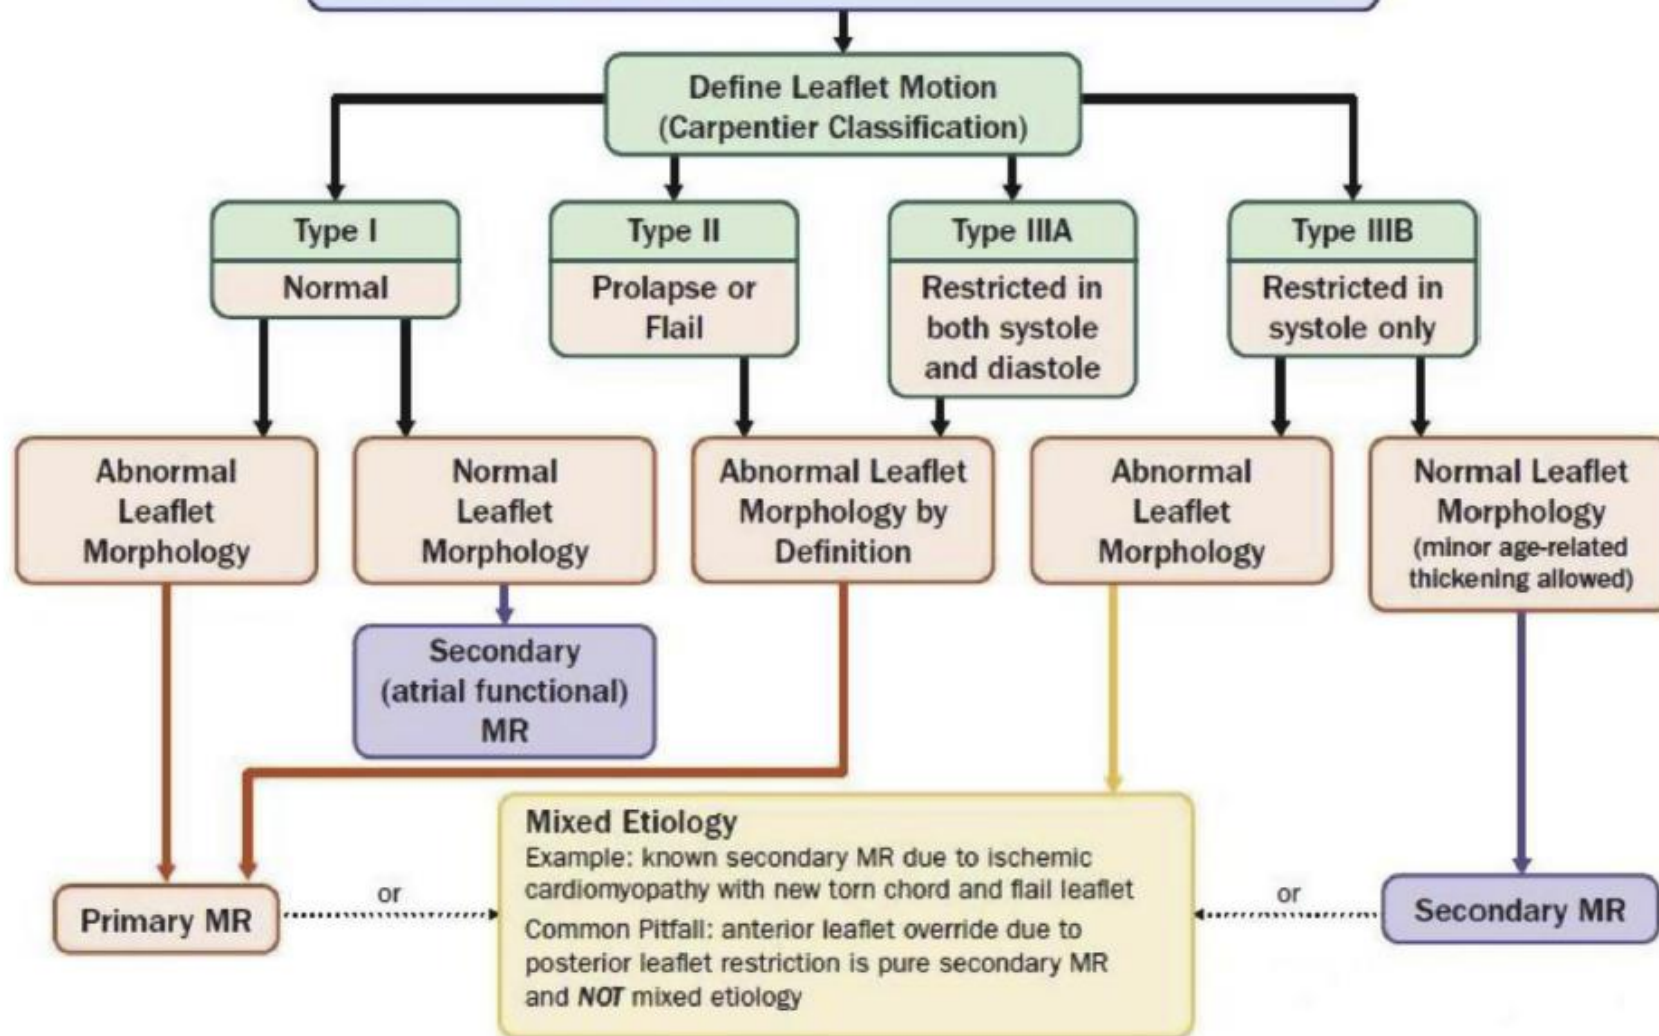 Define Leaflet Motion
(Carpentier Classification)
Type I
Normal
Type II
Prolapse or
Flail
Type IIIA
Restricted in
both systole
and diastole
Type IIIB
Restricted in
systole only
Abnormal
Leaflet
Morphology
Normal
Leaflet
Morphology
Abnormal Leaflet
Morphology by
Definition
Abnormal
Leaflet
Morphology
Normal Leaflet
Morphology
(minor age-related
thickening allowed)
Secondary
(atrial functional)
MR
Primary MR
or
Mixed Etiology
Example: known secondary MR due to ischemic
cardiomyopathy with new torn chord and flail leaflet
Common Pitfall: anterior leaflet override due to
posterior leaflet restriction is pure secondary MR
and NOT mixed etiology
or
Secondary MR